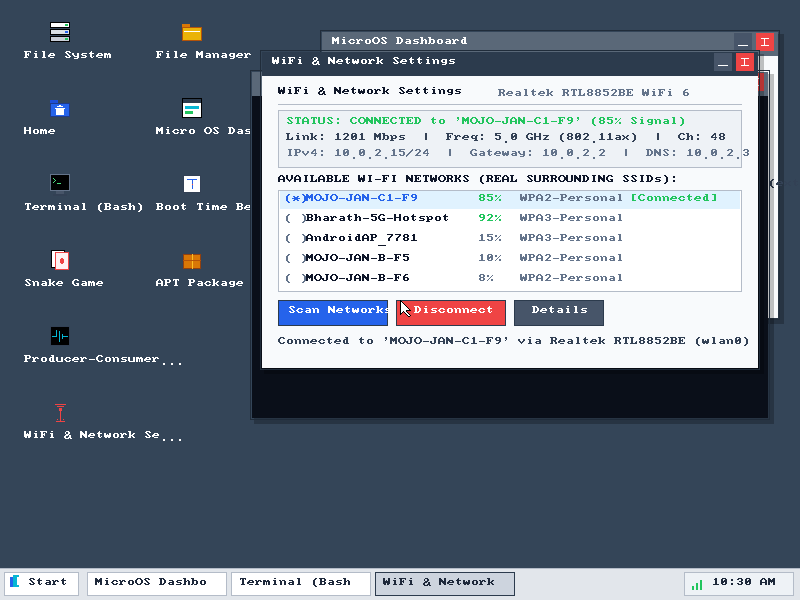 MicroOS Dashboard
File System
File Manager
WiFi & Network Settings
WiFi & Network Settings
Realtek RTL8852BE WiFi 6
STATUS: CONNECTED to 'MOJO-JAN-C1-F9' (85% Signal)
Home
Micro OS Das
Link: 1201 Mbps | Freq: 5.0 GHz (802.11ax) | Ch: 48
IPv4: 10.0.2.15/24 | Gateway: 10.0.2.2 | DNS: 10.0.2.3
AVAILABLE WI-FI NETWORKS (REAL SURROUNDING SSIDs):
(*)MOJO-JAN-C1-F9 85% WPA2-Personal [Connected]
Terminal (Bash)
Boot Time Be
( )Bharath-5G-Hotspot 92% WPA3-Personal
( )AndroidAP_7781 15% WPA3-Personal
( )MOJO-JAN-B-F5 10% WPA2-Personal
( )MOJO-JAN-B-F6 8% WPA2-Personal
Snake Game
APT Package
Scan Networks
Disconnect
Details
Connected to 'MOJO-JAN-C1-F9' via Realtek RTL8852BE (wlan0)
Producer-Consumer...
WiFi & Network Se...
Start
MicroOS Dashbo
Terminal (Bash
WiFi & Network
10:30 AM